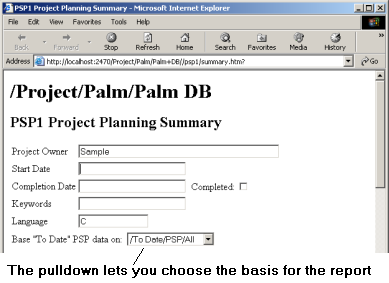 PSP1 Project Planning Summary - Microsoft Internet Explorer
File Edit View Favorites Tools Help
Back Forward Stop Refresh Home Search Favorites Media History
Address http://localhost:2470/Project/Palm/Palm+DB//psp1/summary.htm? Go
/Project/Palm/Palm DB
PSP1 Project Planning Summary
Project Owner Sample
Start Date
Completion Date Completed:
Keywords
Language C
Base "To Date" PSP data on: /To Date/PSP/All
The pulldown lets you choose the basis for the report